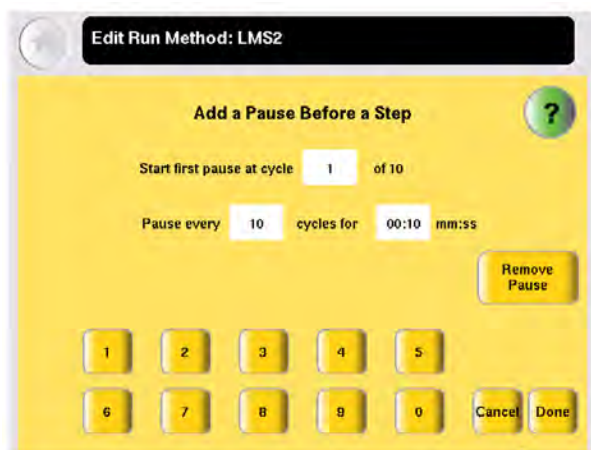 Edit Run Method: LMS2
Add a Pause Before a Step
?
Start first pause at cycle 1 of 10
Pause every 10 cycles for 00:10 mm:ss
Remove
Pause
1 2 3 4 5
6 7 8 9 0 Cancel Done